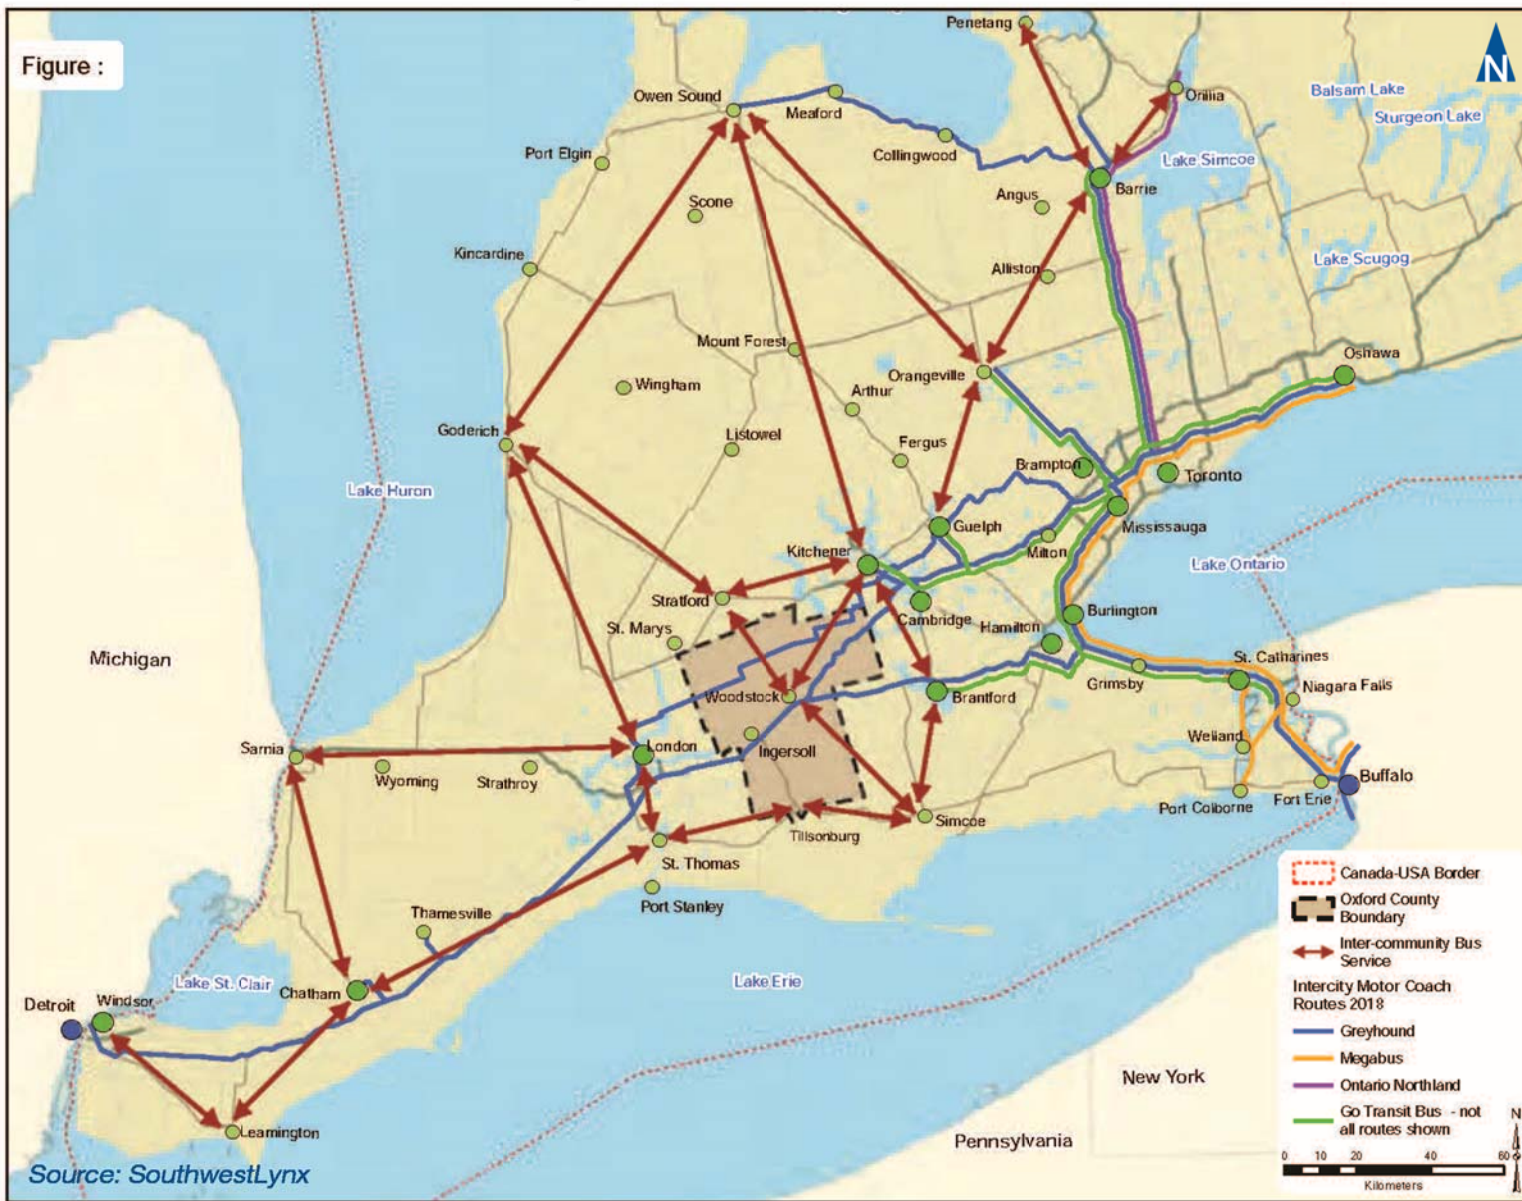 Figure :
N
Penetang
Orillia
Balsam Lake
Sturgeon Lake
Owen Sound
Meaford
Collingwood
Port Elgin
Lake Simcoe
Barrie
Angus
Scone
Kincardine
Alliston
Lake Scugog
Mount Forest
Oshawa
Orangeville
Wingham
Arthur
Goderich
Listowel
Fergus
Brampton
Toronto
Lake Huron
Guelph
Mississauga
Kitchener
Milton
Lake Ontario
Stratford
Cambridge
Burlington
St. Marys
Hamilton
Michigan
St. Catharines
Grimsby
Woodstock
Brantford
Niagara Falls
Welland
Sarnia
London
Ingersoll
Wyoming
Strathroy
Buffalo
Fort Erie
Port Colborne
Simcoe
Tillsonburg
St. Thomas
Port Stanley
Thamesville
Lake St. Clair
Chatham
Lake Erie
Detroit
Windsor
Leamington
New York
Pennsylvania
Canada-USA Border
Oxford County
Boundary
Inter-community Bus
Service
Intercity Motor Coach
Routes 2018
Greyhound
Megabus
Ontario Northland
Go Transit Bus - not
all routes shown
N
0 10 20 40 60
Kilometers
Source: SouthwestLynx